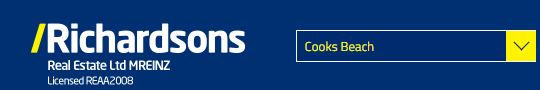 /Richardsons
Real Estate Ltd MREINZ
Licensed REAA2008
Cooks Beach